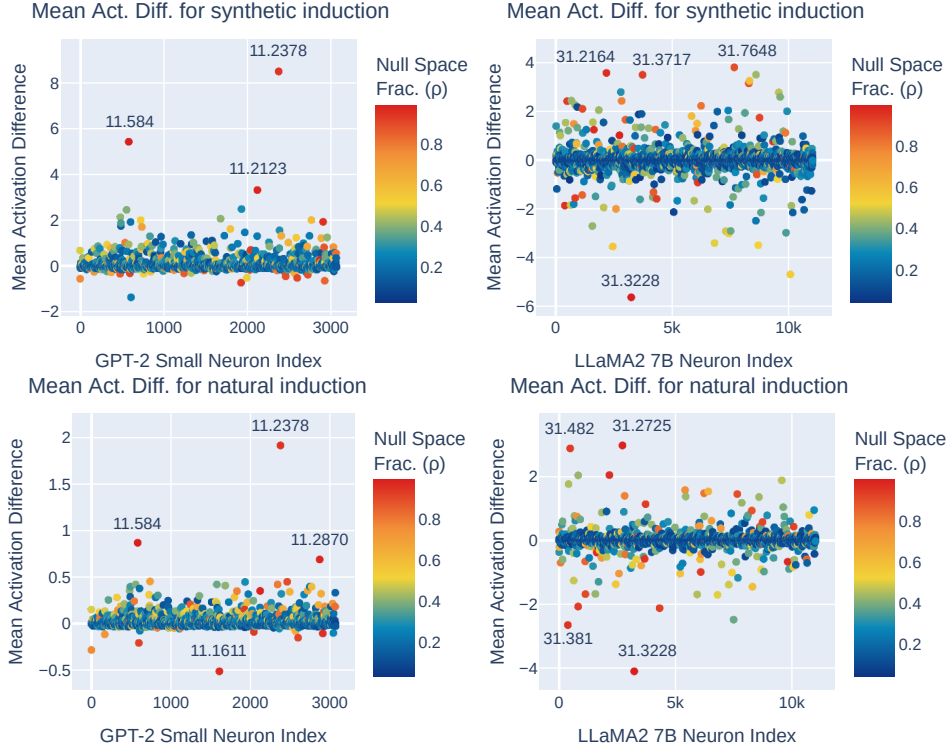 Mean Act. Diff. for synthetic induction
Mean Activation Difference
8
6
4
2
0
−2
11.2378
11.584
11.2123
0
1000
2000
3000
GPT-2 Small Neuron Index
Null Space
Frac. (ρ)
0.8
0.6
0.4
0.2
Mean Act. Diff. for synthetic induction
Mean Activation Difference
4
2
0
−2
−4
−6
31.2164
31.3717
31.7648
31.3228
0
5k
10k
LLaMA2 7B Neuron Index
Null Space
Frac. (ρ)
0.8
0.6
0.4
0.2
Mean Act. Diff. for natural induction
Mean Activation Difference
2
1.5
1
0.5
0
−0.5
11.2378
11.584
11.2870
11.1611
0
1000
2000
3000
GPT-2 Small Neuron Index
Null Space
Frac. (ρ)
0.8
0.6
0.4
0.2
Mean Act. Diff. for natural induction
Mean Activation Difference
2
0
−2
−4
31.482
31.2725
31.381
31.3228
0
5k
10k
LLaMA2 7B Neuron Index
Null Space
Frac. (ρ)
0.8
0.6
0.4
0.2